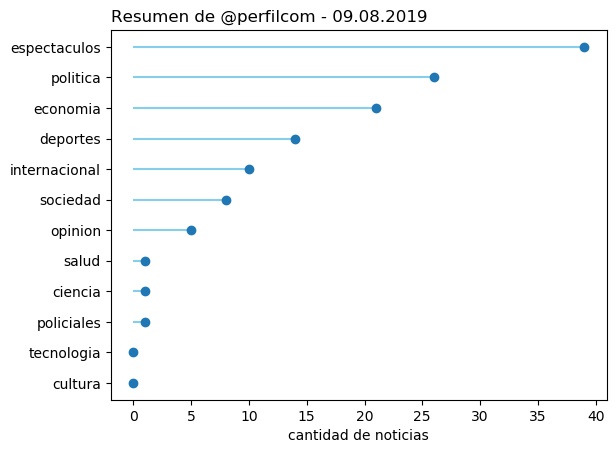 Resumen de @perfilcom - 09.08.2019
espectaculos
politica
economia
deportes
internacional
sociedad
opinion
salud
ciencia
policiales
tecnologia
cultura
0 5 10 15 20 25 30 35 40
cantidad de noticias